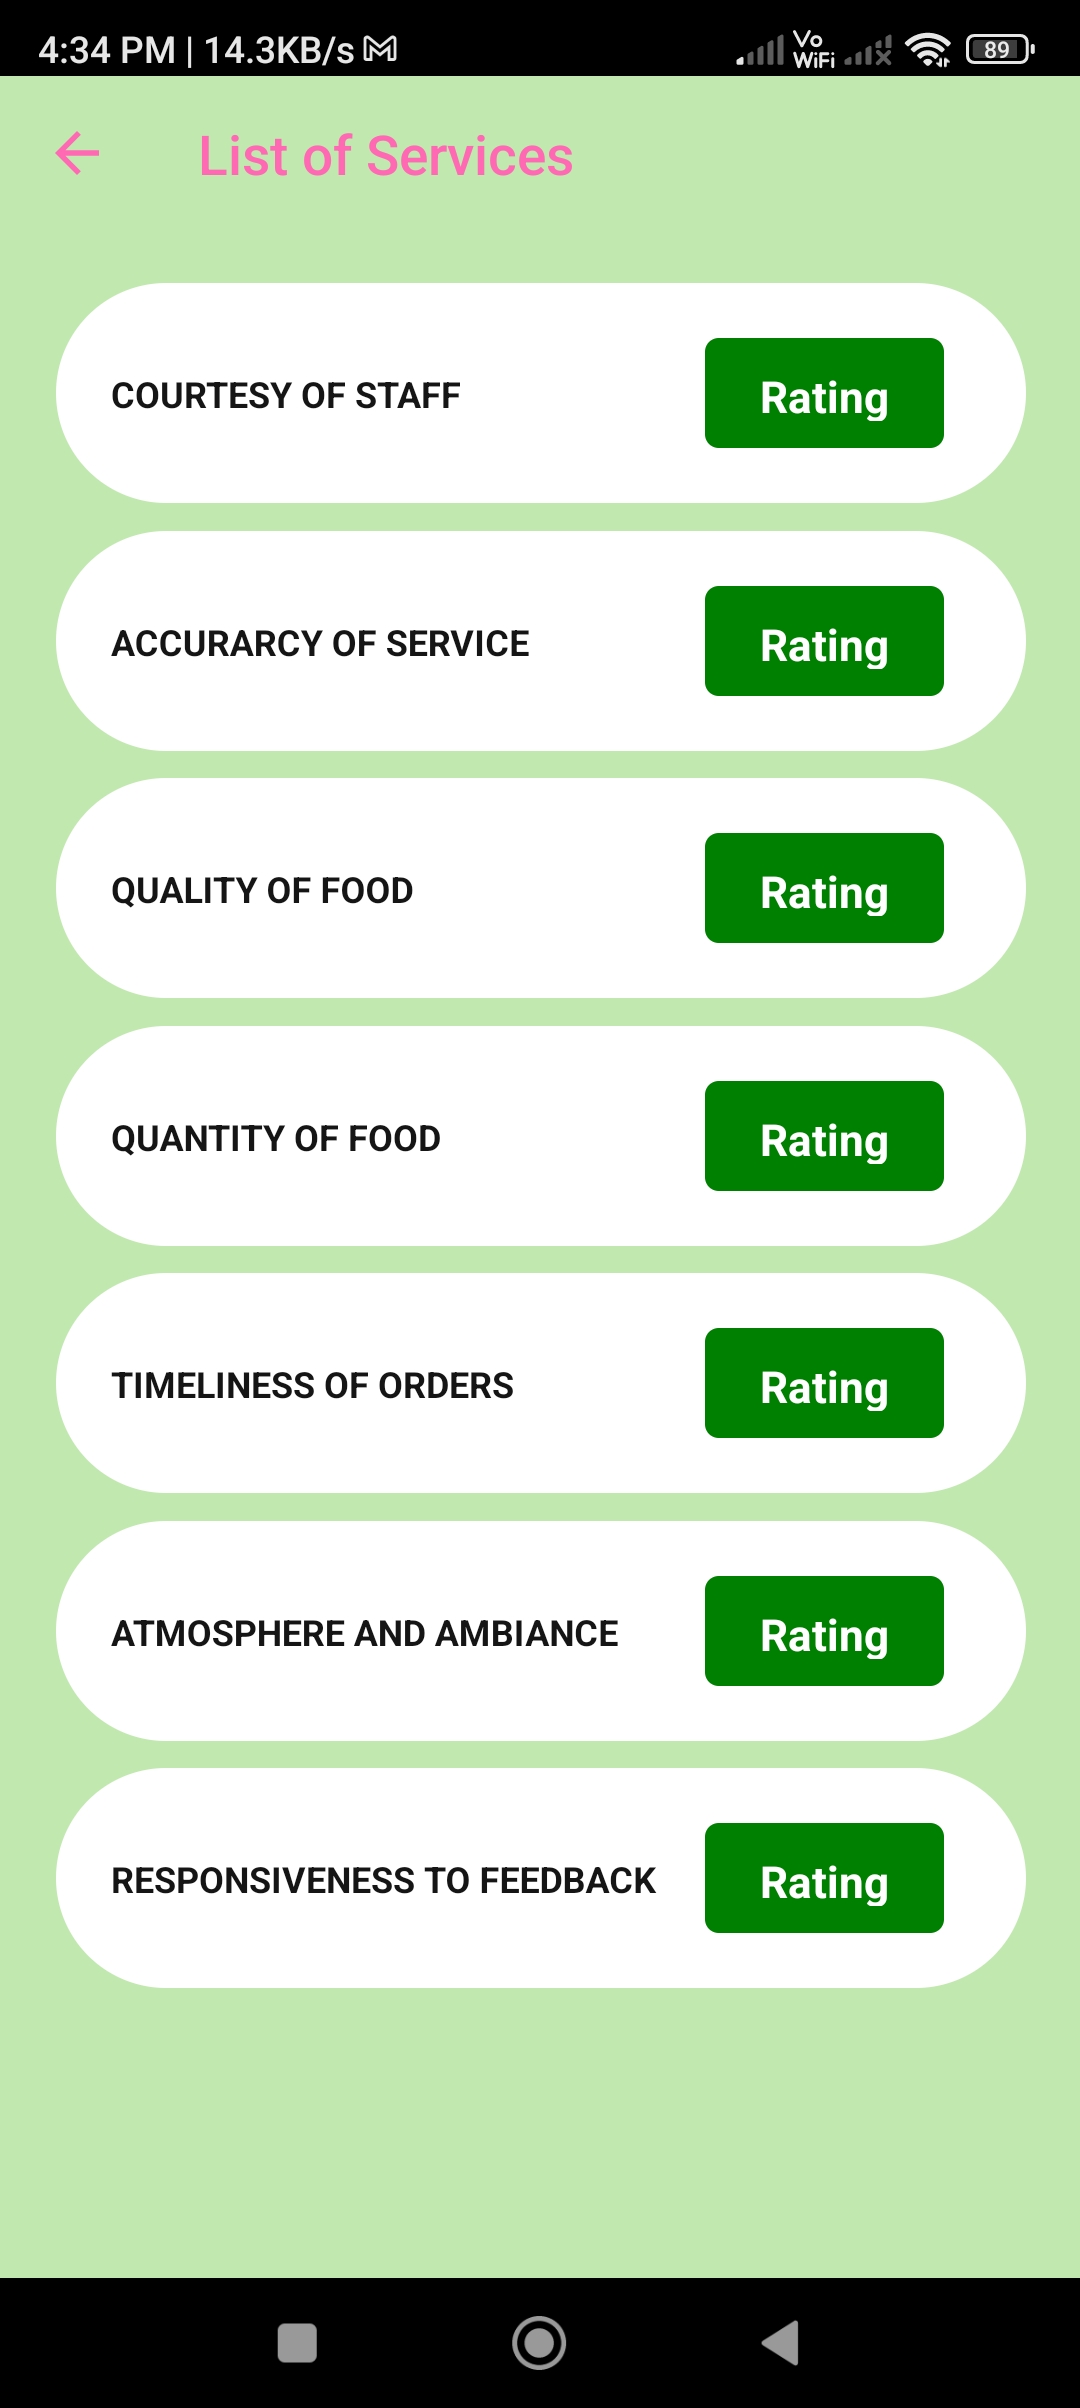 4:34 PM | 14.3KB/s
Vo
WiFi
89
List of Services
COURTESY OF STAFF
Rating
ACCURARCY OF SERVICE
Rating
QUALITY OF FOOD
Rating
QUANTITY OF FOOD
Rating
TIMELINESS OF ORDERS
Rating
ATMOSPHERE AND AMBIANCE
Rating
RESPONSIVENESS TO FEEDBACK
Rating